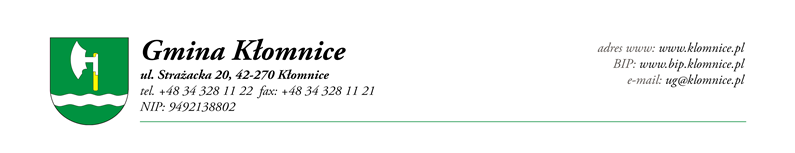 Gmina Kłomnice
ul. Strażacka 20, 42-270 Kłomnice
tel. +48 34 328 11 22 fax: +48 34 328 11 21
NIP: 9492138802
adres www: www.klomnice.pl
BIP: www.bip.klomnice.pl
e-mail: ug@klomnice.pl